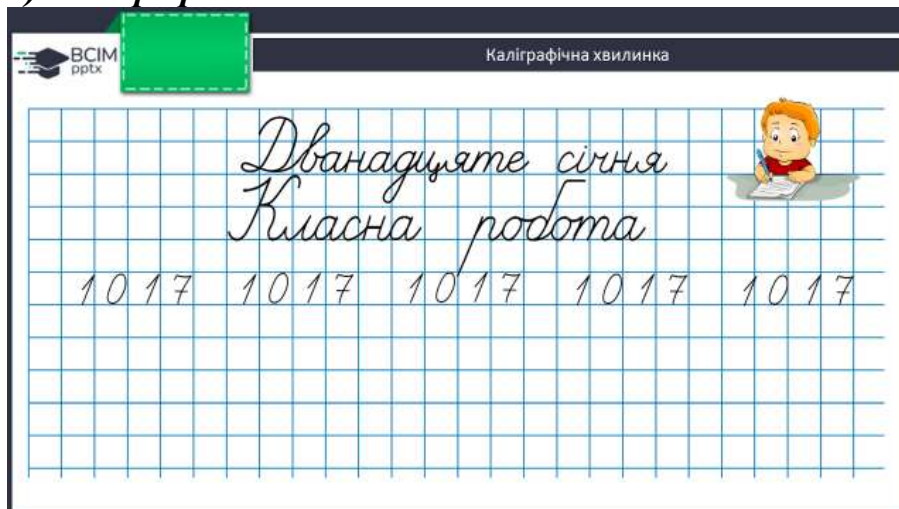 ВСІМ
pptx
Каліграфічна хвилинка
Дванадцяте січня
Класна робота
1017 1017 1017 1017 1017